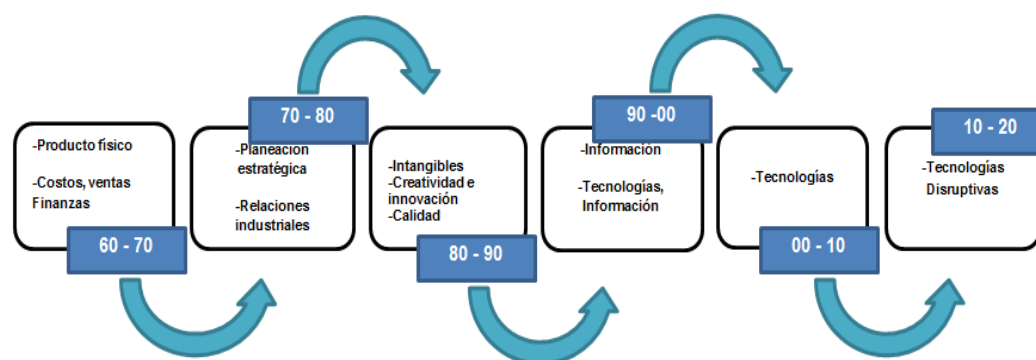 -Producto físico
-Costos, ventas
Finanzas
60 - 70
70 - 80
-Planeación
estratégica
-Relaciones
industriales
-Intangibles
-Creatividad e
innovación
-Calidad
80 - 90
90 -00
-Información
-Tecnologías,
Información
-Tecnologías
00 - 10
10 - 20
-Tecnologías
Disruptivas